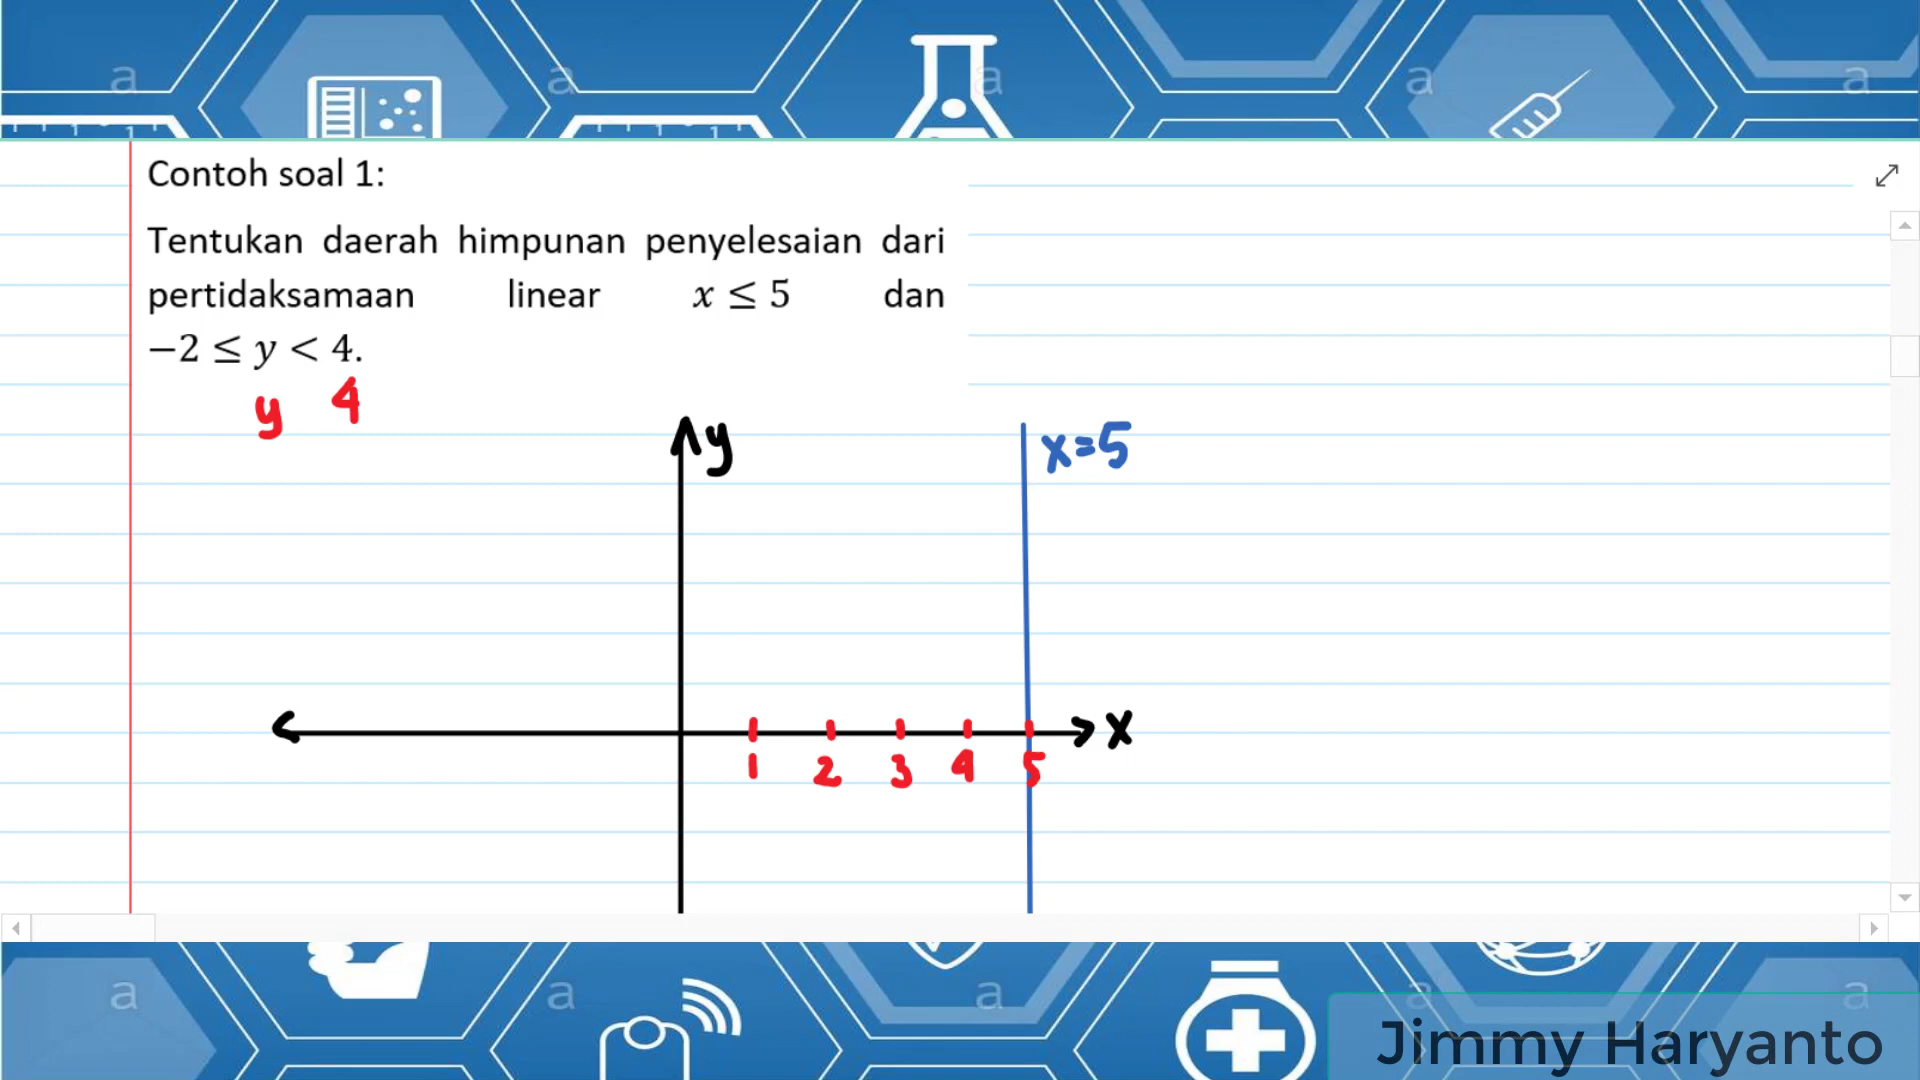 Contoh soal 1:
Tentukan daerah himpunan penyelesaian dari
pertidaksamaan linear x ≤ 5 dan
−2 ≤ y < 4.
y 4
y
x=5
x
1 2 3 4 5
a a a a a
a a a a a
Jimmy Haryanto